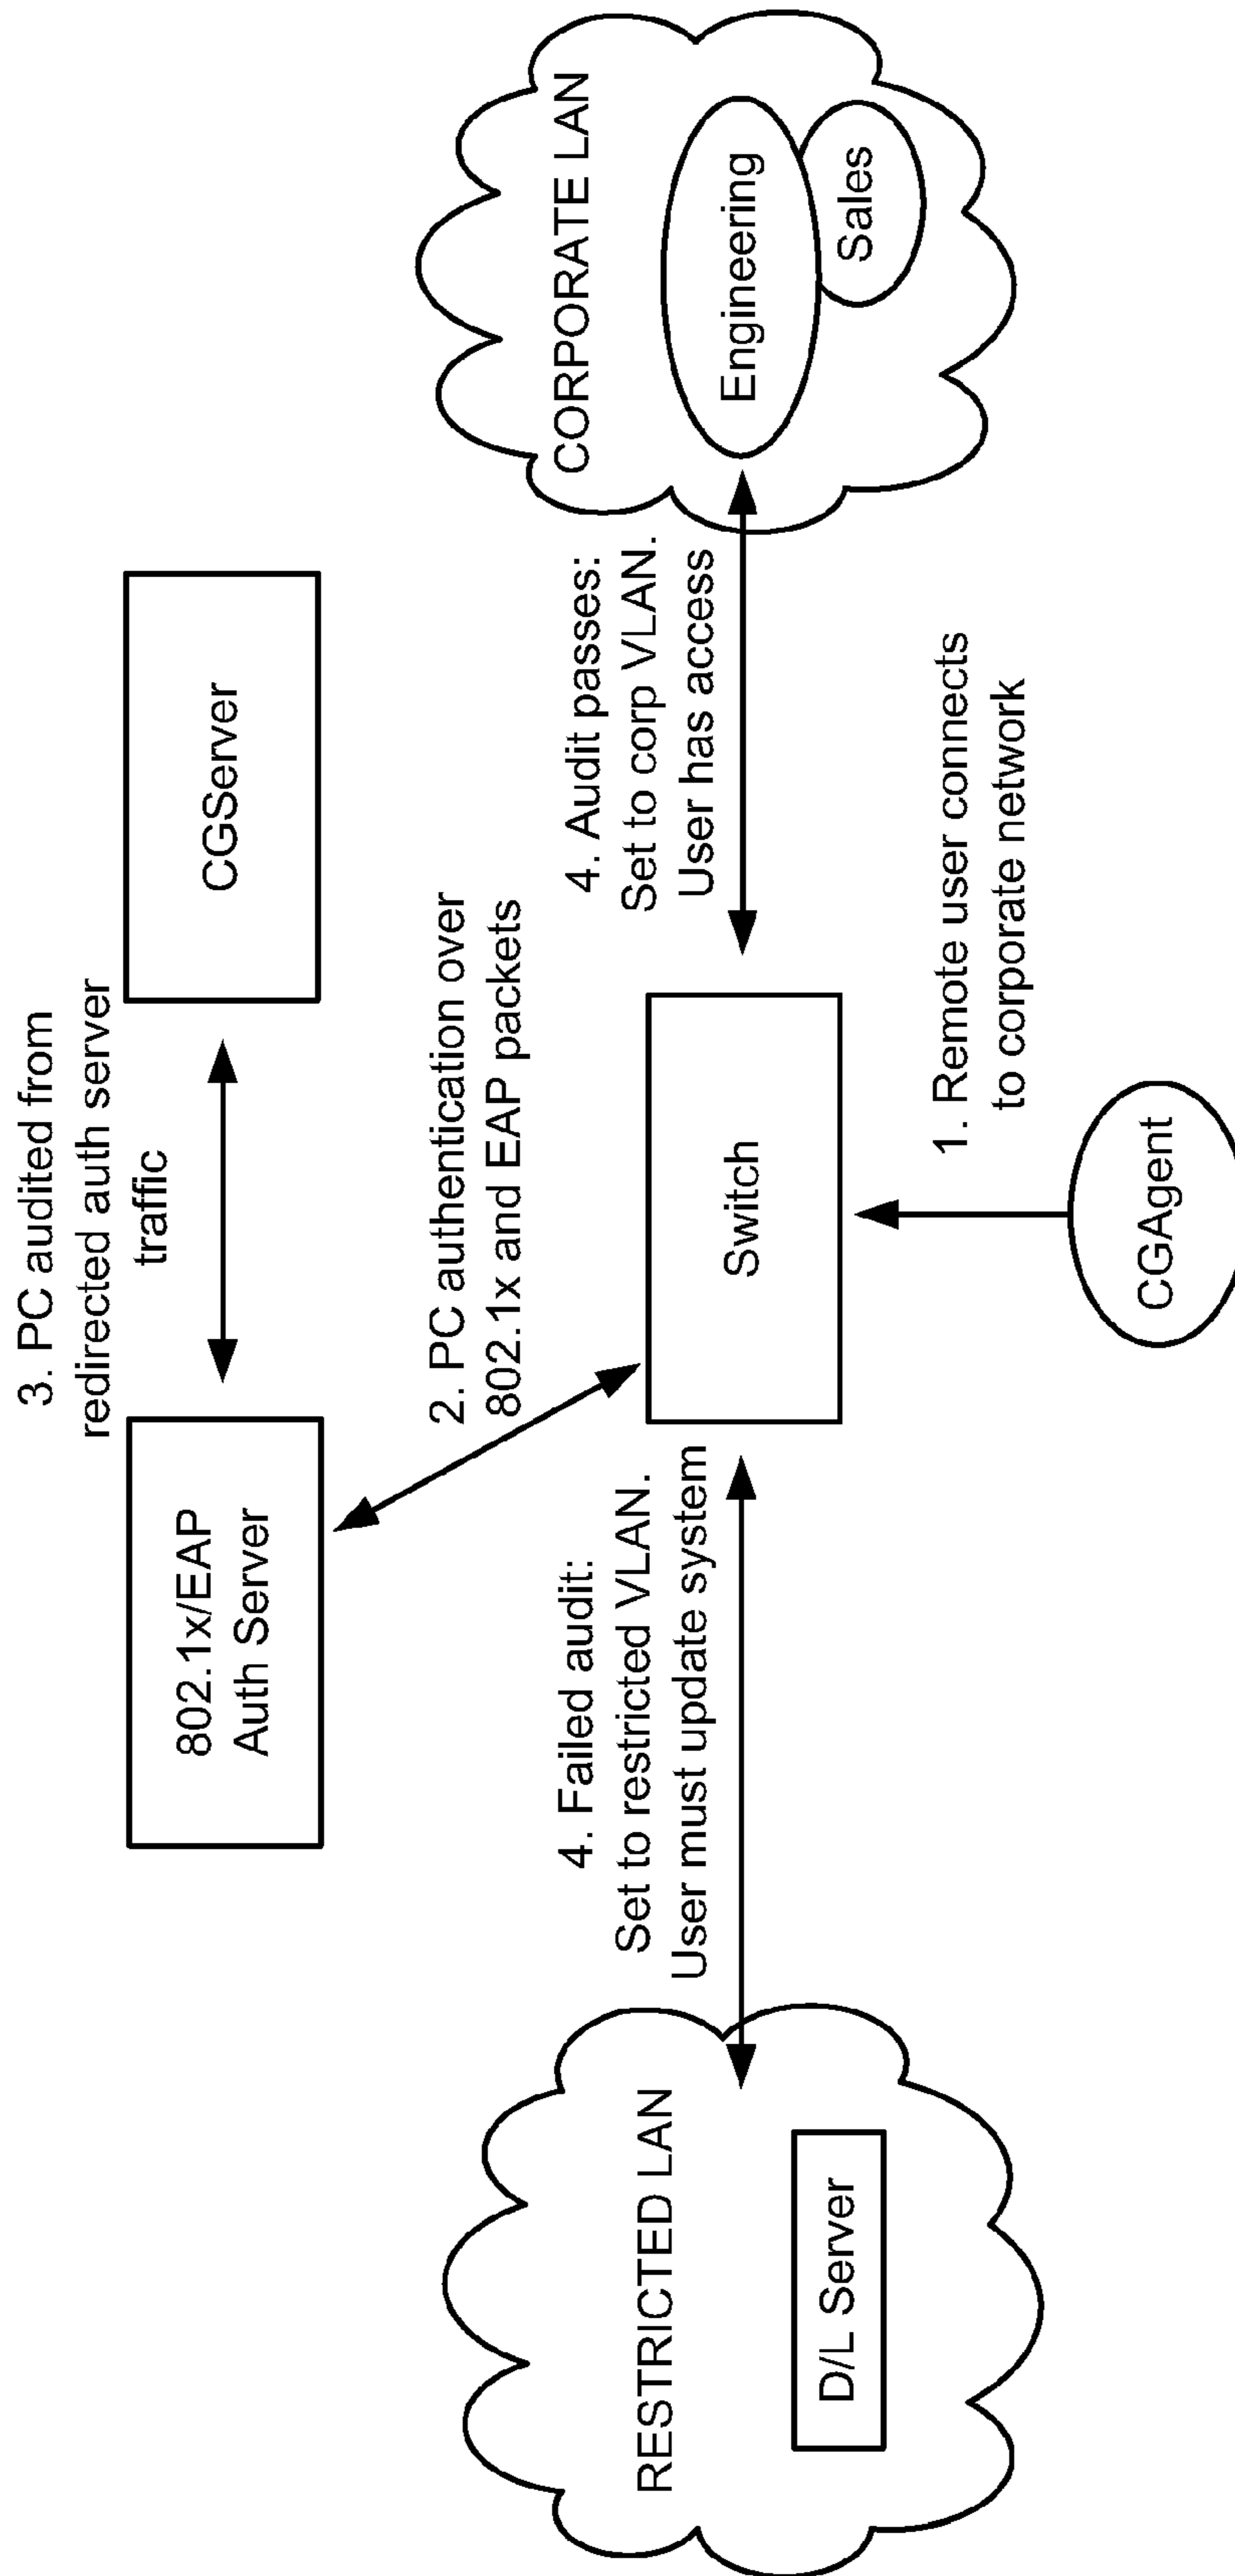 3. PC audited from
redirected auth server
traffic
802.1x/EAP
Auth Server
CGServer
2. PC authentication over
802.1x and EAP packets
RESTRICTED LAN
D/L Server
4. Failed audit:
Set to restricted VLAN.
User must update system
Switch
4. Audit passes:
Set to corp VLAN.
User has access
CORPORATE LAN
Engineering
Sales
1. Remote user connects
to corporate network
CGAgent